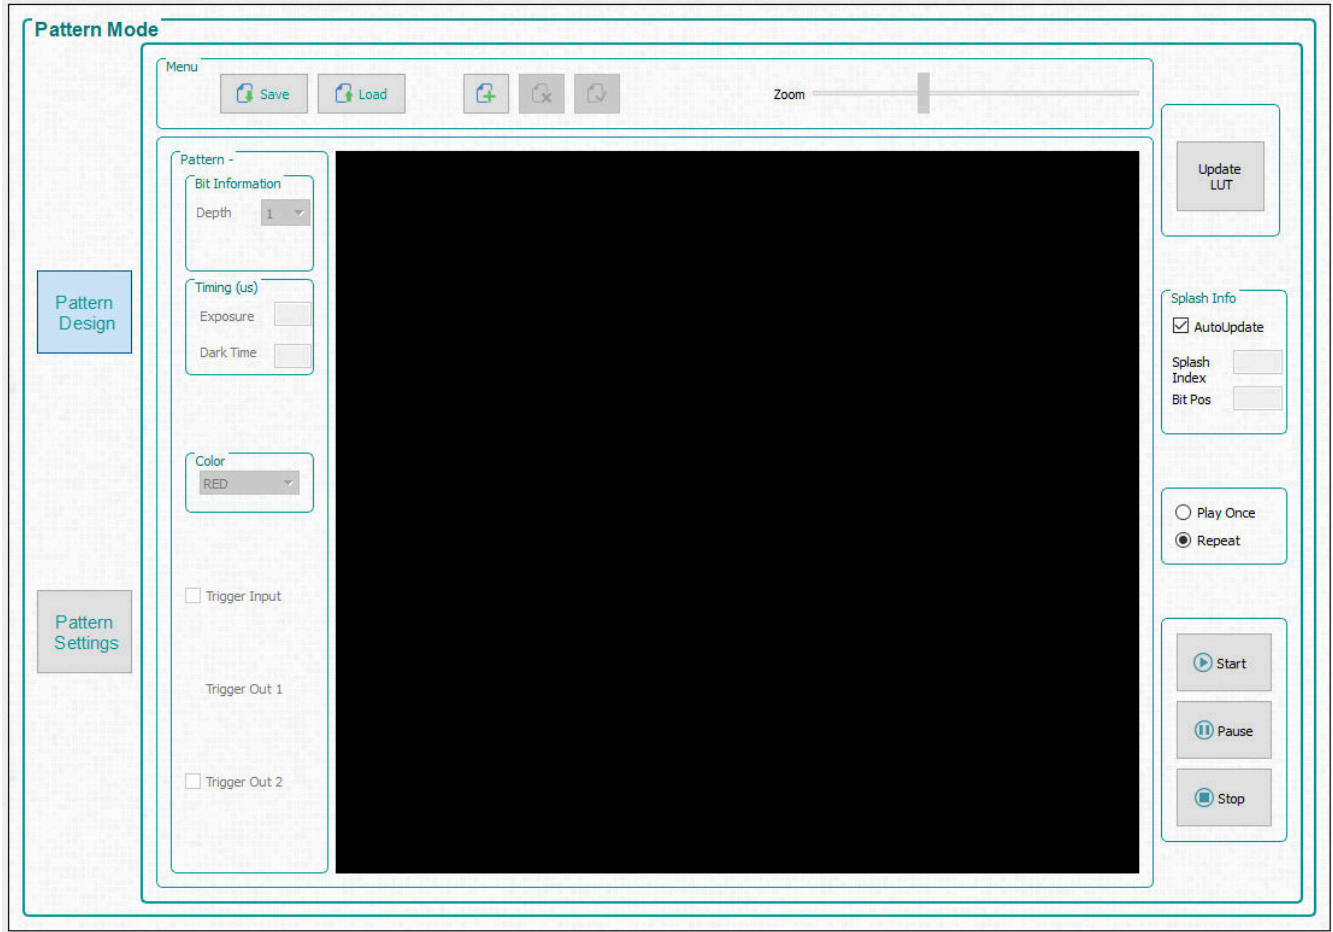 Pattern Mode
Menu
Save
Load
Zoom
Pattern -
Bit Information
Depth 1
Timing (us)
Exposure
Dark Time
Color
RED
Trigger Input
Trigger Out 1
Trigger Out 2
Pattern
Design
Pattern
Settings
Update
LUT
Splash Info
AutoUpdate
Splash
Index
Bit Pos
Play Once
Repeat
Start
Pause
Stop